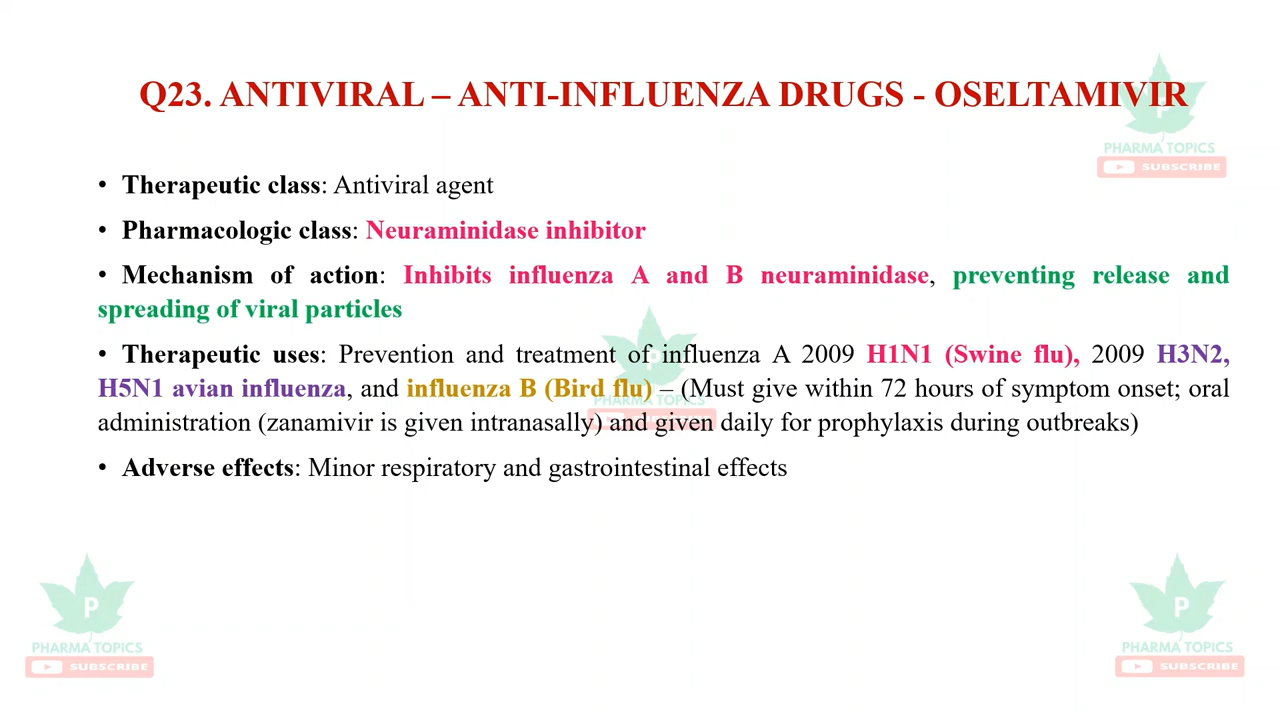 Q23. ANTIVIRAL – ANTI-INFLUENZA DRUGS - OSELTAMIVIR
P
PHARMA TOPICS
SUBSCRIBE
• Therapeutic class: Antiviral agent
• Pharmacologic class: Neuraminidase inhibitor
• Mechanism of action: Inhibits influenza A and B neuraminidase, preventing release and
spreading of viral particles
• Therapeutic uses: Prevention and treatment of influenza A 2009 H1N1 (Swine flu), 2009 H3N2,
H5N1 avian influenza, and influenza B (Bird flu) – (Must give within 72 hours of symptom onset; oral
administration (zanamivir is given intranasally) and given daily for prophylaxis during outbreaks)
P
PHARMA TOPICS
SUBSCRIBE
• Adverse effects: Minor respiratory and gastrointestinal effects
P
PHARMA TOPICS
SUBSCRIBE
P
PHARMA TOPICS
SUBSCRIBE